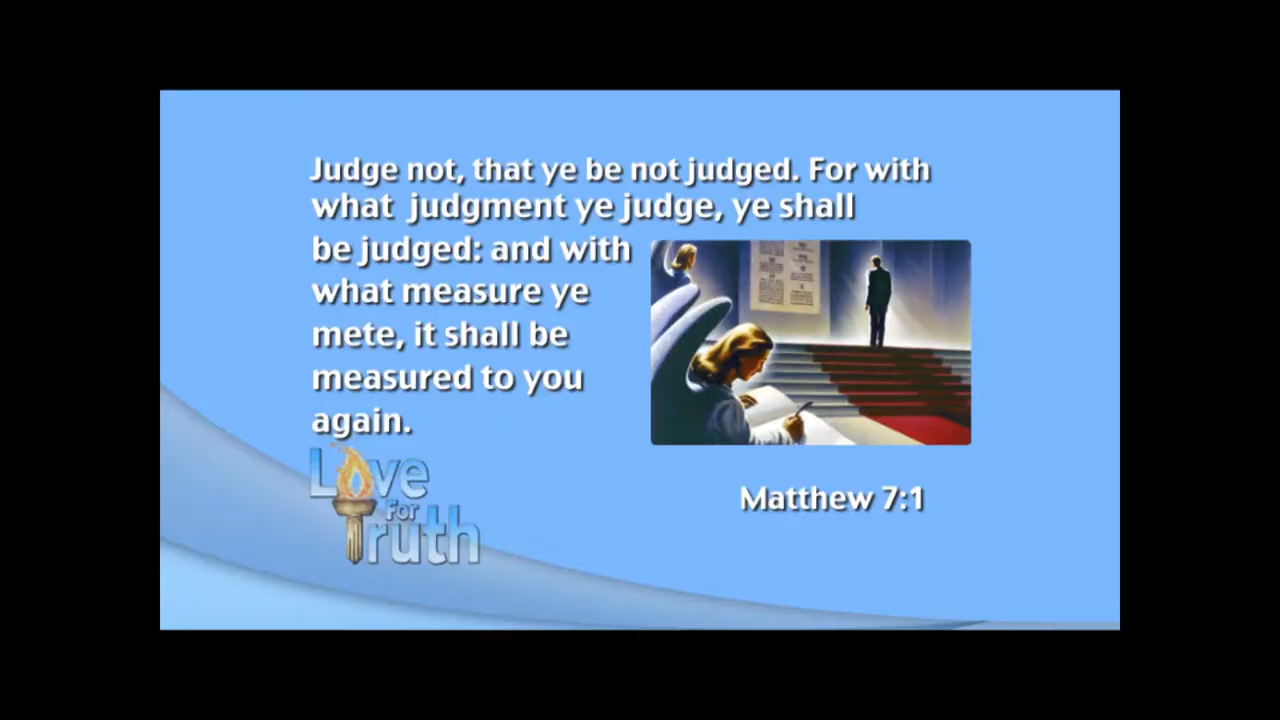 Judge not, that ye be not judged. For with
what judgment ye judge, ye shall
be judged: and with
what measure ye
mete, it shall be
measured to you
again.
Love
For
Truth
Matthew 7:1